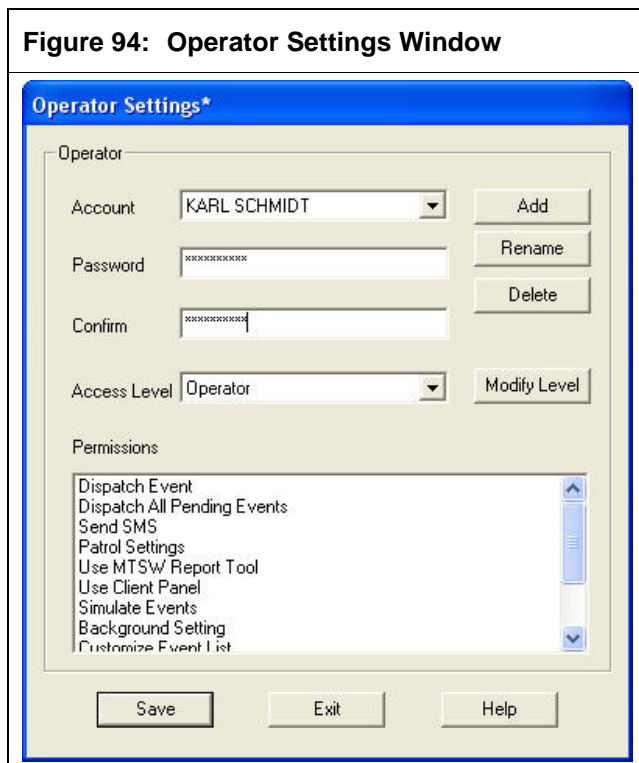 Figure 94: Operator Settings Window
Operator Settings*
Operator
Account KARL SCHMIDT Add
Rename
Password **********
Delete
Confirm **********
Access Level Operator Modify Level
Permissions
Dispatch Event
Dispatch All Pending Events
Send SMS
Patrol Settings
Use MTSW Report Tool
Use Client Panel
Simulate Events
Background Setting
Customize Event List
Save Exit Help